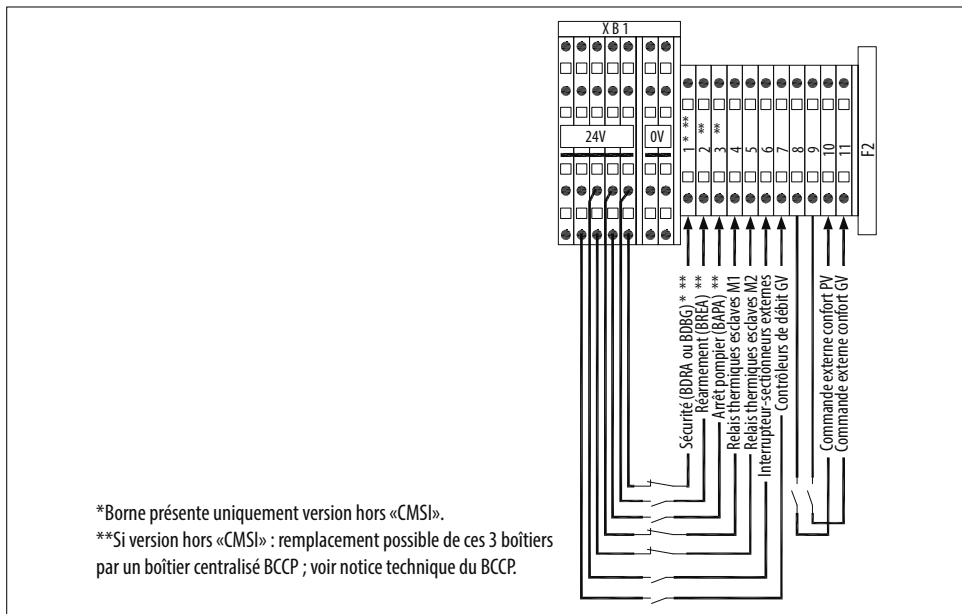 X B 1
24V
0V
1 * **
2 **
3 **
4
5
6
7
8
9
10
11
F2
Sécurité (BDRA ou BDBG) * **
Réarmement (BREA) **
Arrêt pompier (BAPA) **
Relais thermiques esclaves M1
Relais thermiques esclaves M2
Interrupteur-sectionneurs externes
Contrôleurs de débit GV
Commande externe confort PV
Commande externe confort GV
*Borne présente uniquement version hors «CMSI».
**Si version hors «CMSI» : remplacement possible de ces 3 boîtiers
par un boîtier centralisé BCCP ; voir notice technique du BCCP.